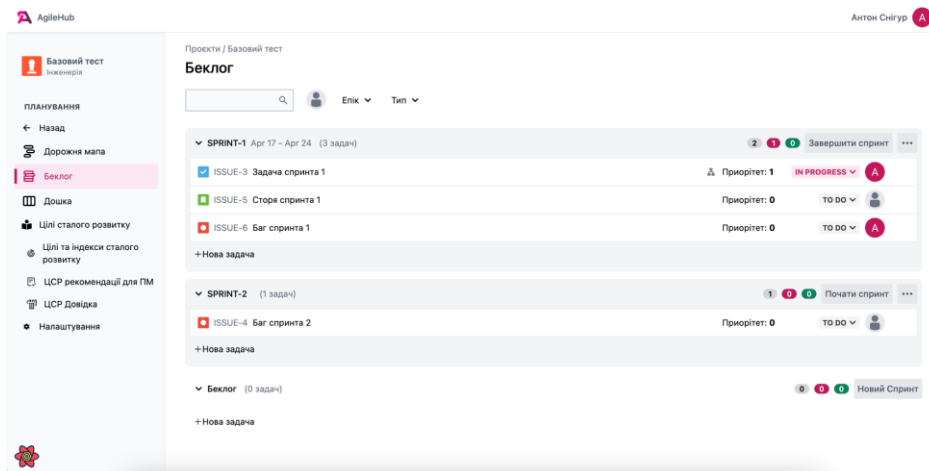 AgileHub
Антон Снігур
A
Базовий тест
Інженерія
ПЛАНУВАННЯ
Назад
Дорожня мапа
Беклог
Дошка
Цілі сталого розвитку
Цілі та індекси сталого
розвитку
ЦСР рекомендації для ПМ
ЦСР Довідка
Налаштування
Проєкти / Базовий тест
Беклог
Епік
Тип
SPRINT-1 Apr 17 - Apr 24 (3 задач)
2 1 0 Завершити спринт
ISSUE-3 Задача спринта 1 Приорітет: 1 IN PROGRESS A
ISSUE-5 Сторя спринта 1 Приорітет: 0 TO DO
ISSUE-6 Баг спринта 1 Приорітет: 0 TO DO A
+Нова задача
SPRINT-2 (1 задач)
1 0 0 Почати спринт
ISSUE-4 Баг спринта 2 Приорітет: 0 TO DO
+Нова задача
Беклог (0 задач)
0 0 0 Новий Спринт
+Нова задача